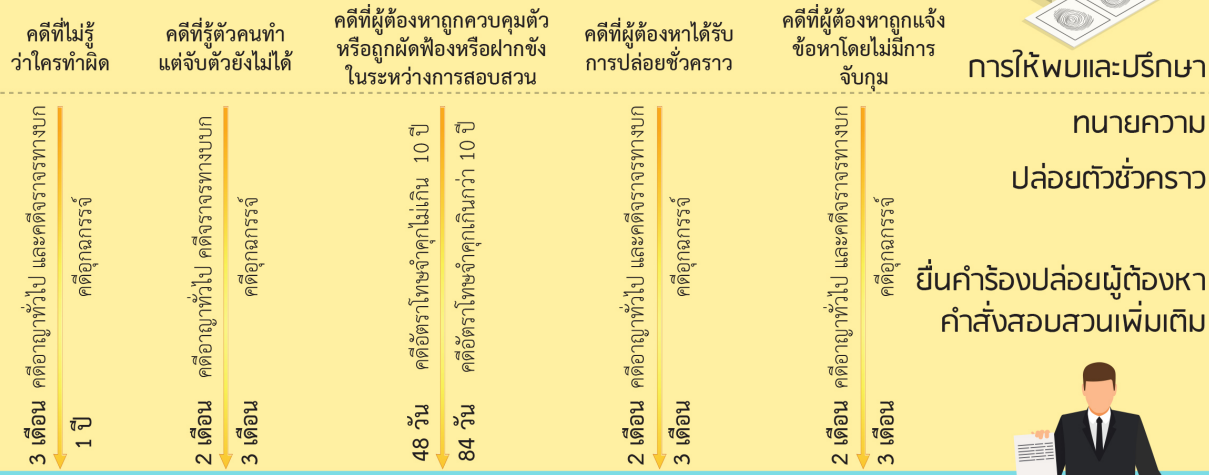 คดีที่ไม่รู้
ว่าใครทำผิด
คดีที่รู้ตัวคนทำ
แต่จับตัวยังไม่ได้
คดีที่ผู้ต้องหาถูกควบคุมตัว
หรือถูกผัดฟ้องหรือฝากขัง
ในระหว่างการสอบสวน
คดีที่ผู้ต้องหาได้รับ
การปล่อยชั่วคราว
คดีที่ผู้ต้องหาถูกแจ้ง
ข้อหาโดยไม่มีการ
จับกุม
3 เดือน คดีอาญาทั่วไป และคดีจราจรทางบก
1 ปี คดีอุกฉกรรจ์
2 เดือน คดีอาญาทั่วไป คดีจราจรทางบก
3 เดือน คดีอุกฉกรรจ์
48 วัน คดีอัตราโทษจำคุกไม่เกิน 10 ปี
84 วัน คดีอัตราโทษจำคุกเกินกว่า 10 ปี
2 เดือน คดีอาญาทั่วไป และคดีจราจรทางบก
3 เดือน คดีอุกฉกรรจ์
2 เดือน คดีอาญาทั่วไป และคดีจราจรทางบก
3 เดือน คดีอุกฉกรรจ์
การให้พบและปรึกษา
ทนายความ
ปล่อยตัวชั่วคราว
ยื่นคำร้องปล่อยผู้ต้องหา
คำสั่งสอบสวนเพิ่มเติม